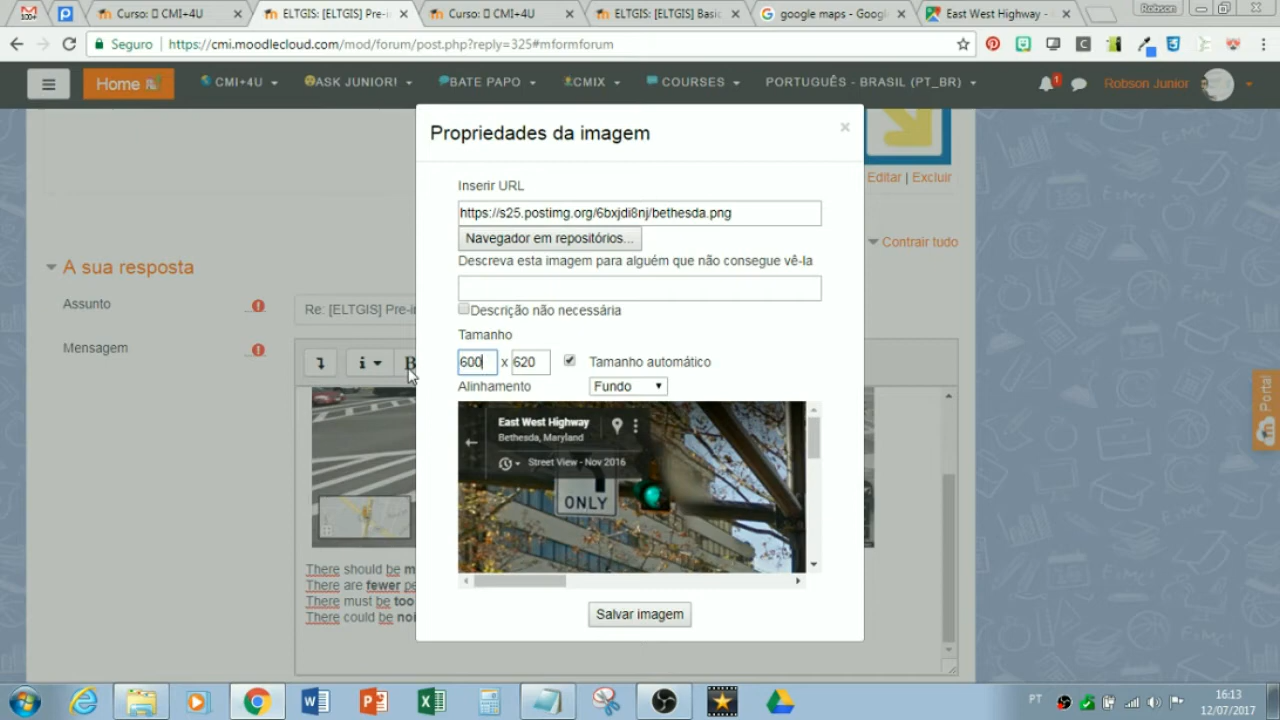 100+
Curso: CMI+4U
ELTGIS: [ELTGIS] Pre-i
Curso: CMI+4U
ELTGIS: [ELTGIS] Basi
google maps - Googl
East West Highway -
Robson
Seguro
https://cmi.moodlecloud.com/mod/forum/post.php?reply=325#mformforum
Home
CMI+4U
ASK JUNIOR!
BATE PAPO
CMIX
COURSES
PORTUGUÊS - BRASIL (PT_BR)
1
Robson Junior
Propriedades da imagem
Editar | Excluir
Inserir URL
https://s25.postimg.org/6bxjdi8nj/bethesda.png
Navegador em repositórios...
Contrair tudo
Descreva esta imagem para alguém que não consegue vê-la
A sua resposta
Assunto
Re: [ELTGIS] Pre-i
Descrição não necessária
Tamanho
Mensagem
B
600 x 620
Tamanho automático
Alinhamento
Fundo
Portal
East West Highway
Bethesda, Maryland
Street View - Nov 2016
ONLY
There should be m
There are fewer pe
There must be too
There could be noi
Salvar imagem
PT
16:13
12/07/2017